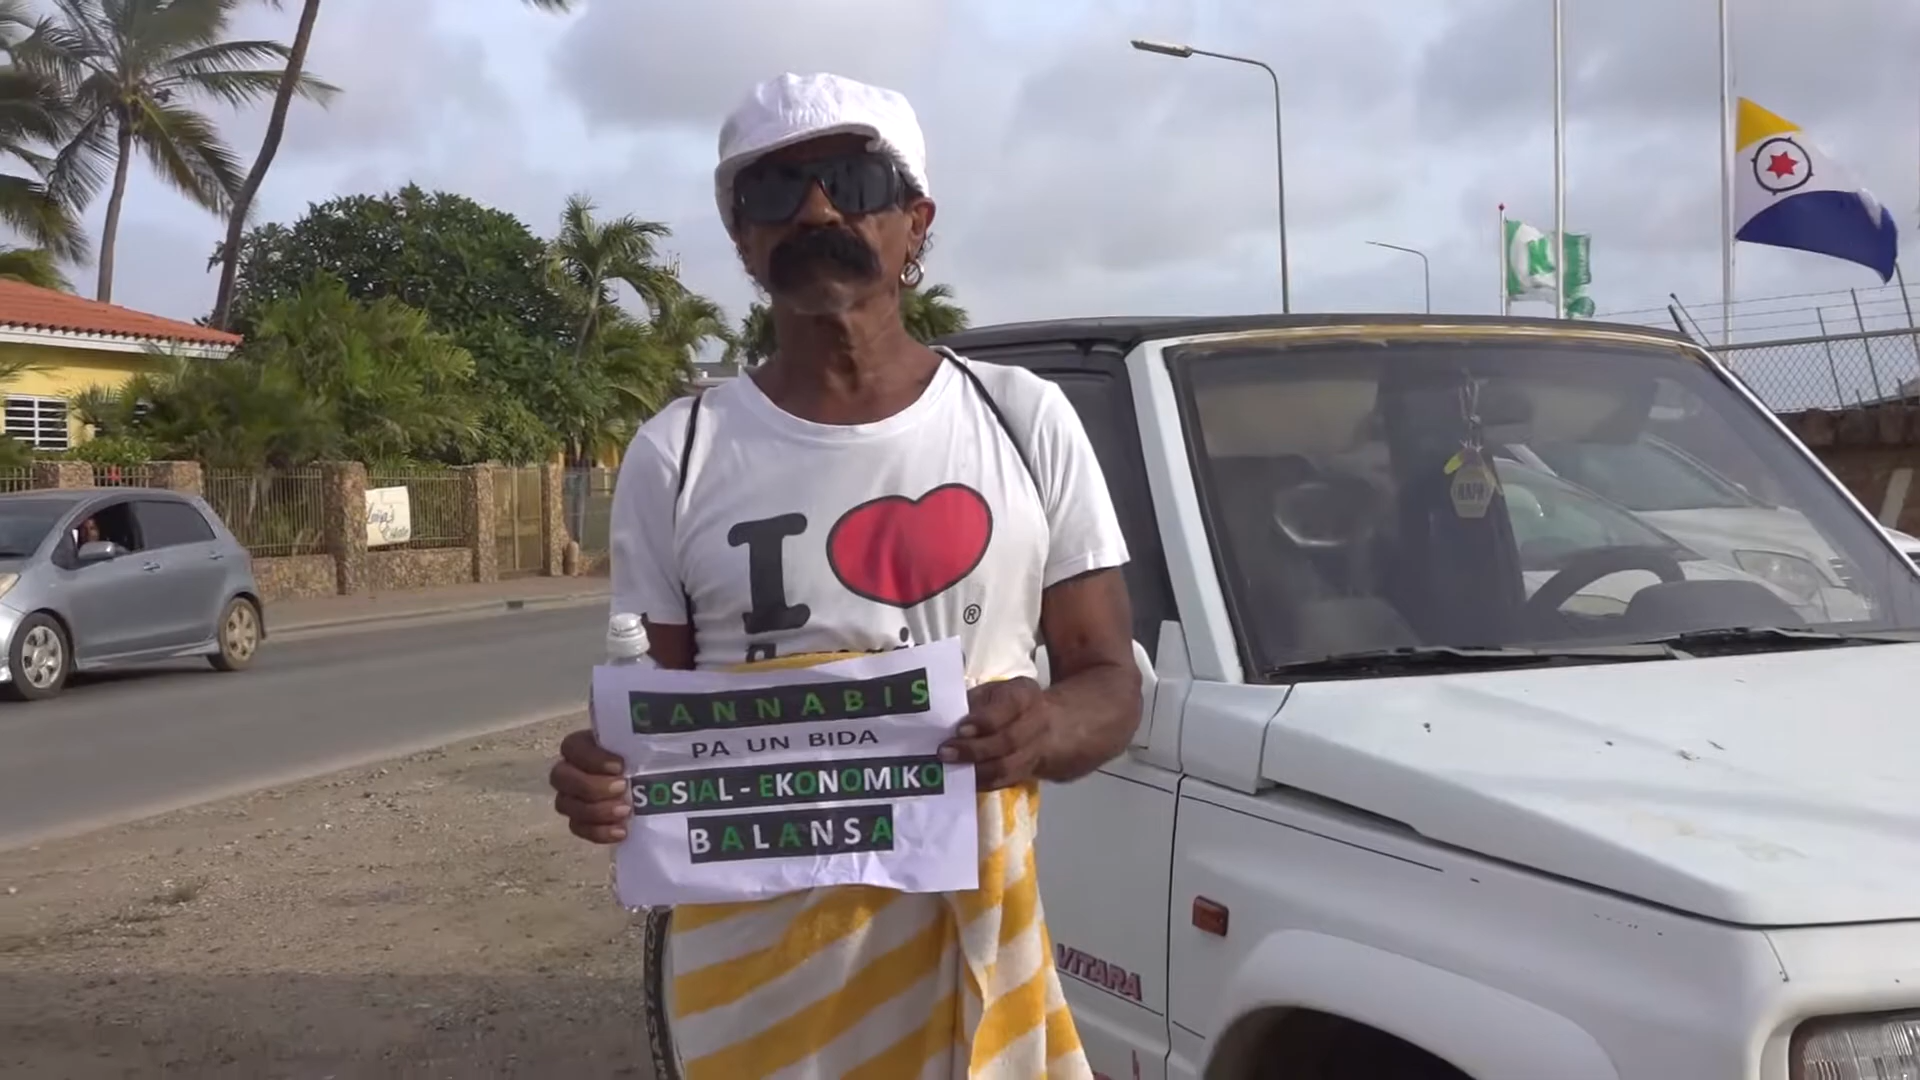 I
®
CANNABIS
PA UN BIDA
SOSIAL - EKONOMIKO
BALANSA
VITARA